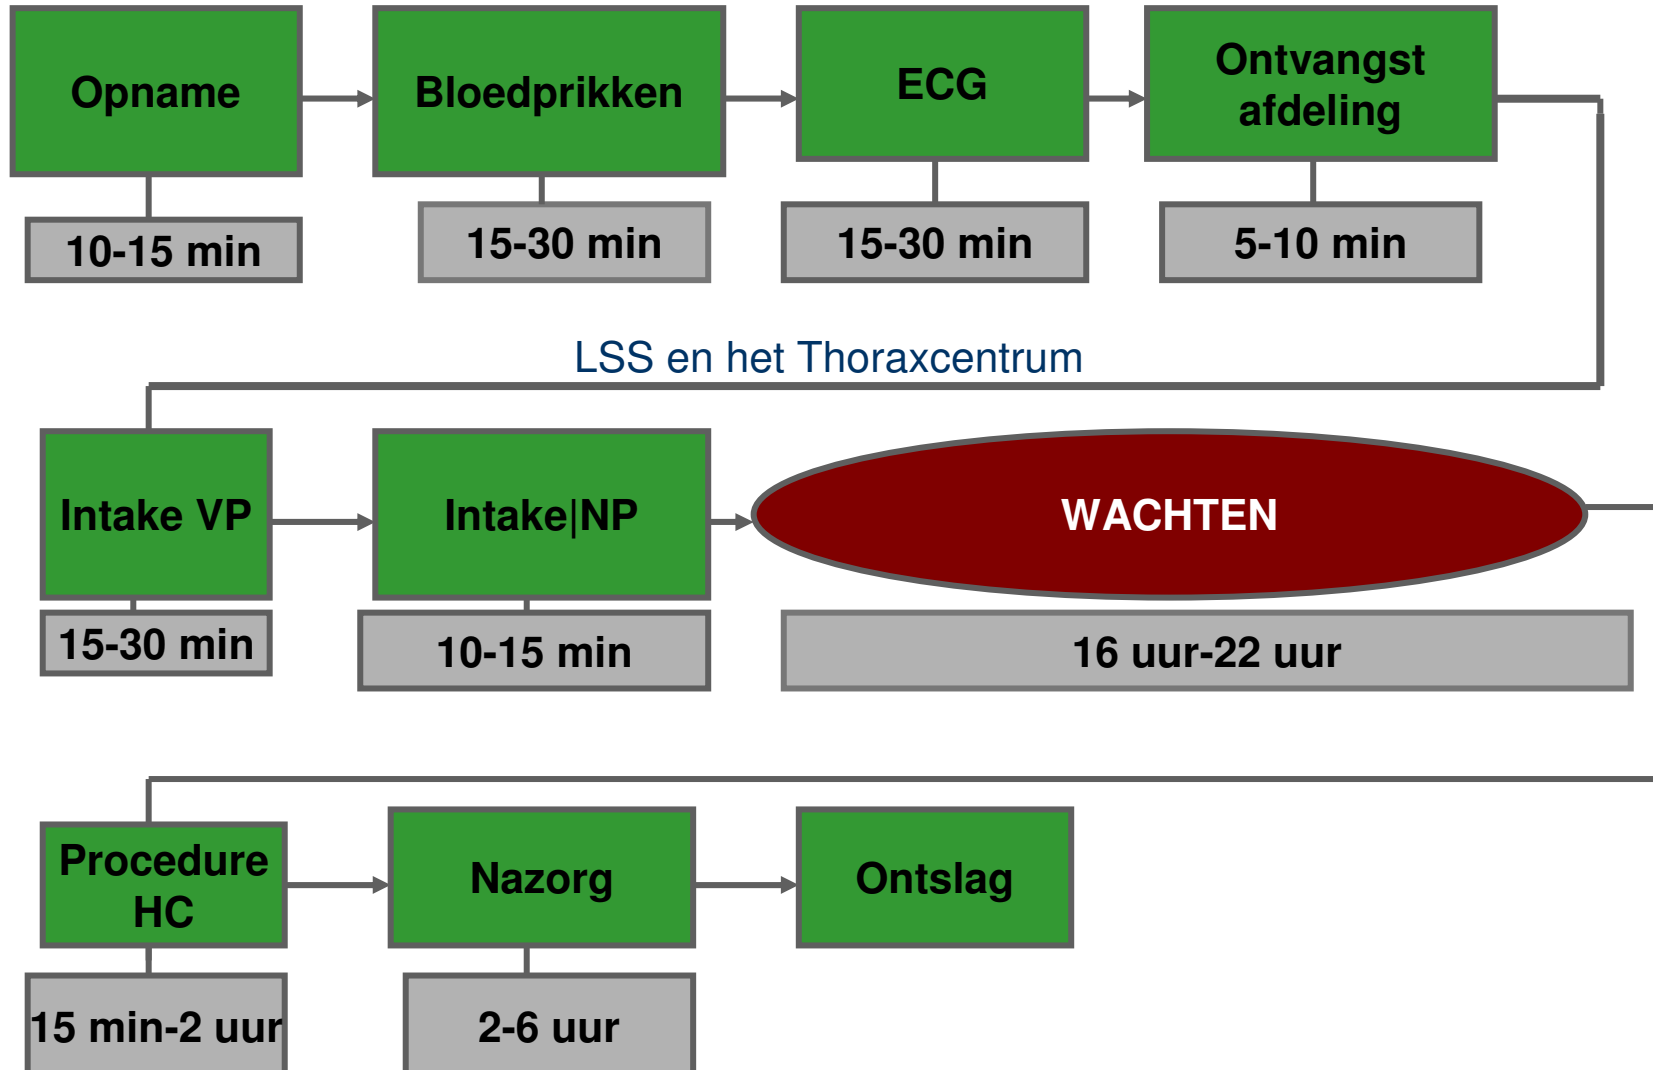 Opname
Bloedprikken
ECG
Ontvangst
afdeling
10-15 min
15-30 min
15-30 min
5-10 min
LSS en het Thoraxcentrum
Intake VP
Intake|NP
WACHTEN
15-30 min
10-15 min
16 uur-22 uur
Procedure
HC
Nazorg
Ontslag
15 min-2 uur
2-6 uur